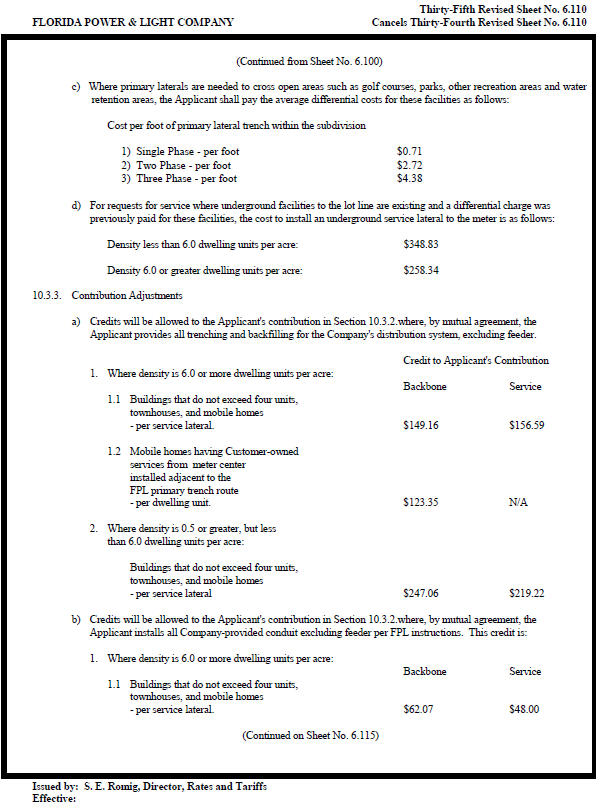 Thirty-Fifth Revised Sheet No. 6.110
FLORIDA POWER & LIGHT COMPANY Cancels Thirty-Fourth Revised Sheet No. 6.110
(Continued from Sheet No. 6.100)
c) Where primary laterals are needed to cross open areas such as golf courses, parks, other recreation areas and water
retention areas, the Applicant shall pay the average differential costs for these facilities as follows:
Cost per foot of primary lateral trench within the subdivision
1) Single Phase - per foot $0.71
2) Two Phase - per foot $2.72
3) Three Phase - per foot $4.38
d) For requests for service where underground facilities to the lot line are existing and a differential charge was
previously paid for these facilities, the cost to install an underground service lateral to the meter is as follows:
Density less than 6.0 dwelling units per acre: $348.83
Density 6.0 or greater dwelling units per acre: $258.34
10.3.3. Contribution Adjustments
a) Credits will be allowed to the Applicant's contribution in Section 10.3.2.where, by mutual agreement, the
Applicant provides all trenching and backfilling for the Company's distribution system, excluding feeder.
Credit to Applicant's Contribution
1. Where density is 6.0 or more dwelling units per acre:
Backbone Service
1.1 Buildings that do not exceed four units,
townhouses, and mobile homes
- per service lateral. $149.16 $156.59
1.2 Mobile homes having Customer-owned
services from meter center
installed adjacent to the
FPL primary trench route
- per dwelling unit. $123.35 N/A
2. Where density is 0.5 or greater, but less
than 6.0 dwelling units per acre:
Buildings that do not exceed four units,
townhouses, and mobile homes
- per service lateral $247.06 $219.22
b) Credits will be allowed to the Applicant's contribution in Section 10.3.2.where, by mutual agreement, the
Applicant installs all Company-provided conduit excluding feeder per FPL instructions. This credit is:
1. Where density is 6.0 or more dwelling units per acre:
Backbone Service
1.1 Buildings that do not exceed four units,
townhouses, and mobile homes
- per service lateral. $62.07 $48.00
(Continued on Sheet No. 6.115)
Issued by: S. E. Romig, Director, Rates and Tariffs
Effective: